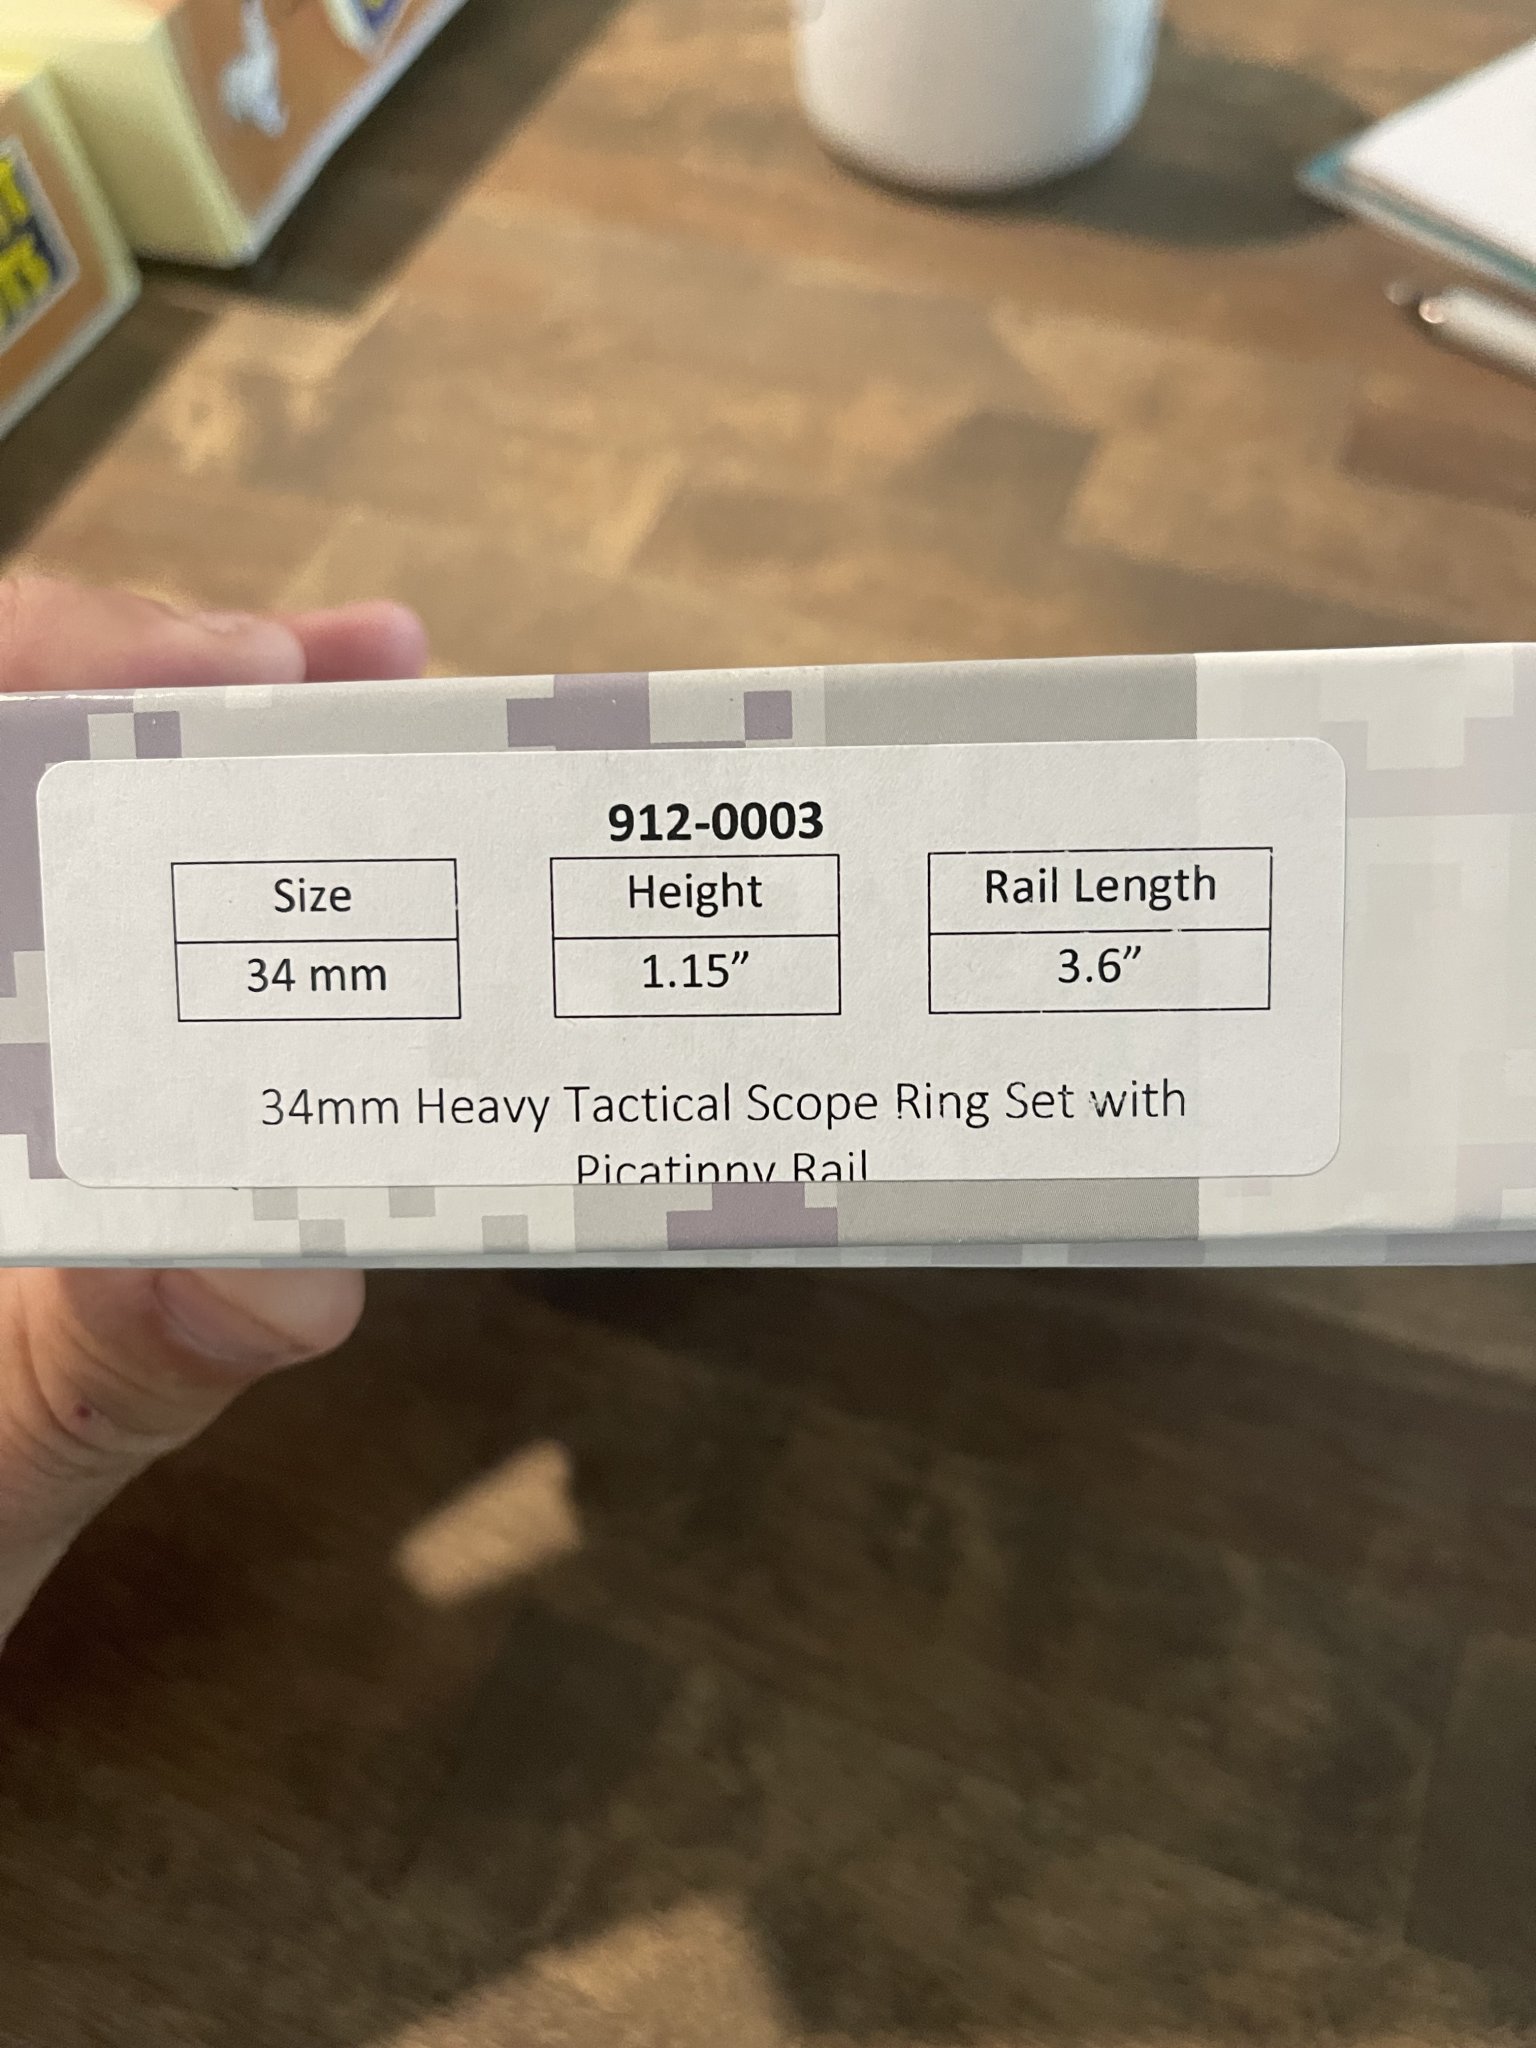 912-0003
Size
Height
Rail Length
34 mm
1.15”
3.6”
34mm Heavy Tactical Scope Ring Set with
Picatinny Rail